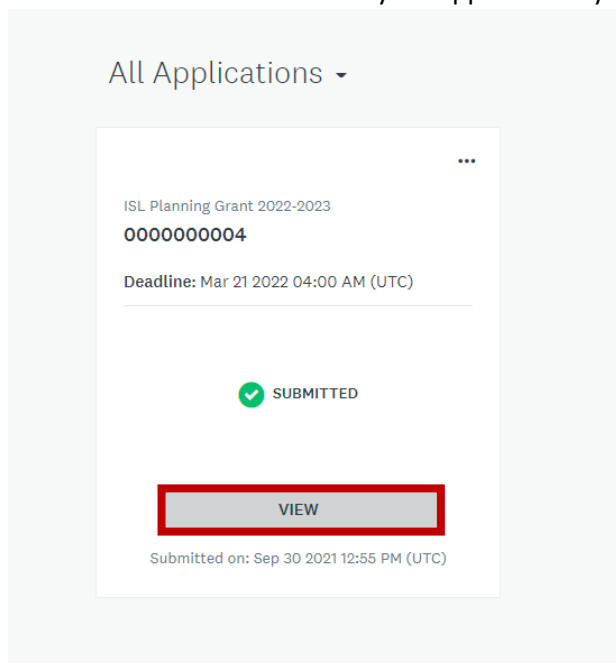 All Applications
...
ISL Planning Grant 2022-2023
0000000004
Deadline: Mar 21 2022 04:00 AM (UTC)
SUBMITTED
VIEW
Submitted on: Sep 30 2021 12:55 PM (UTC)